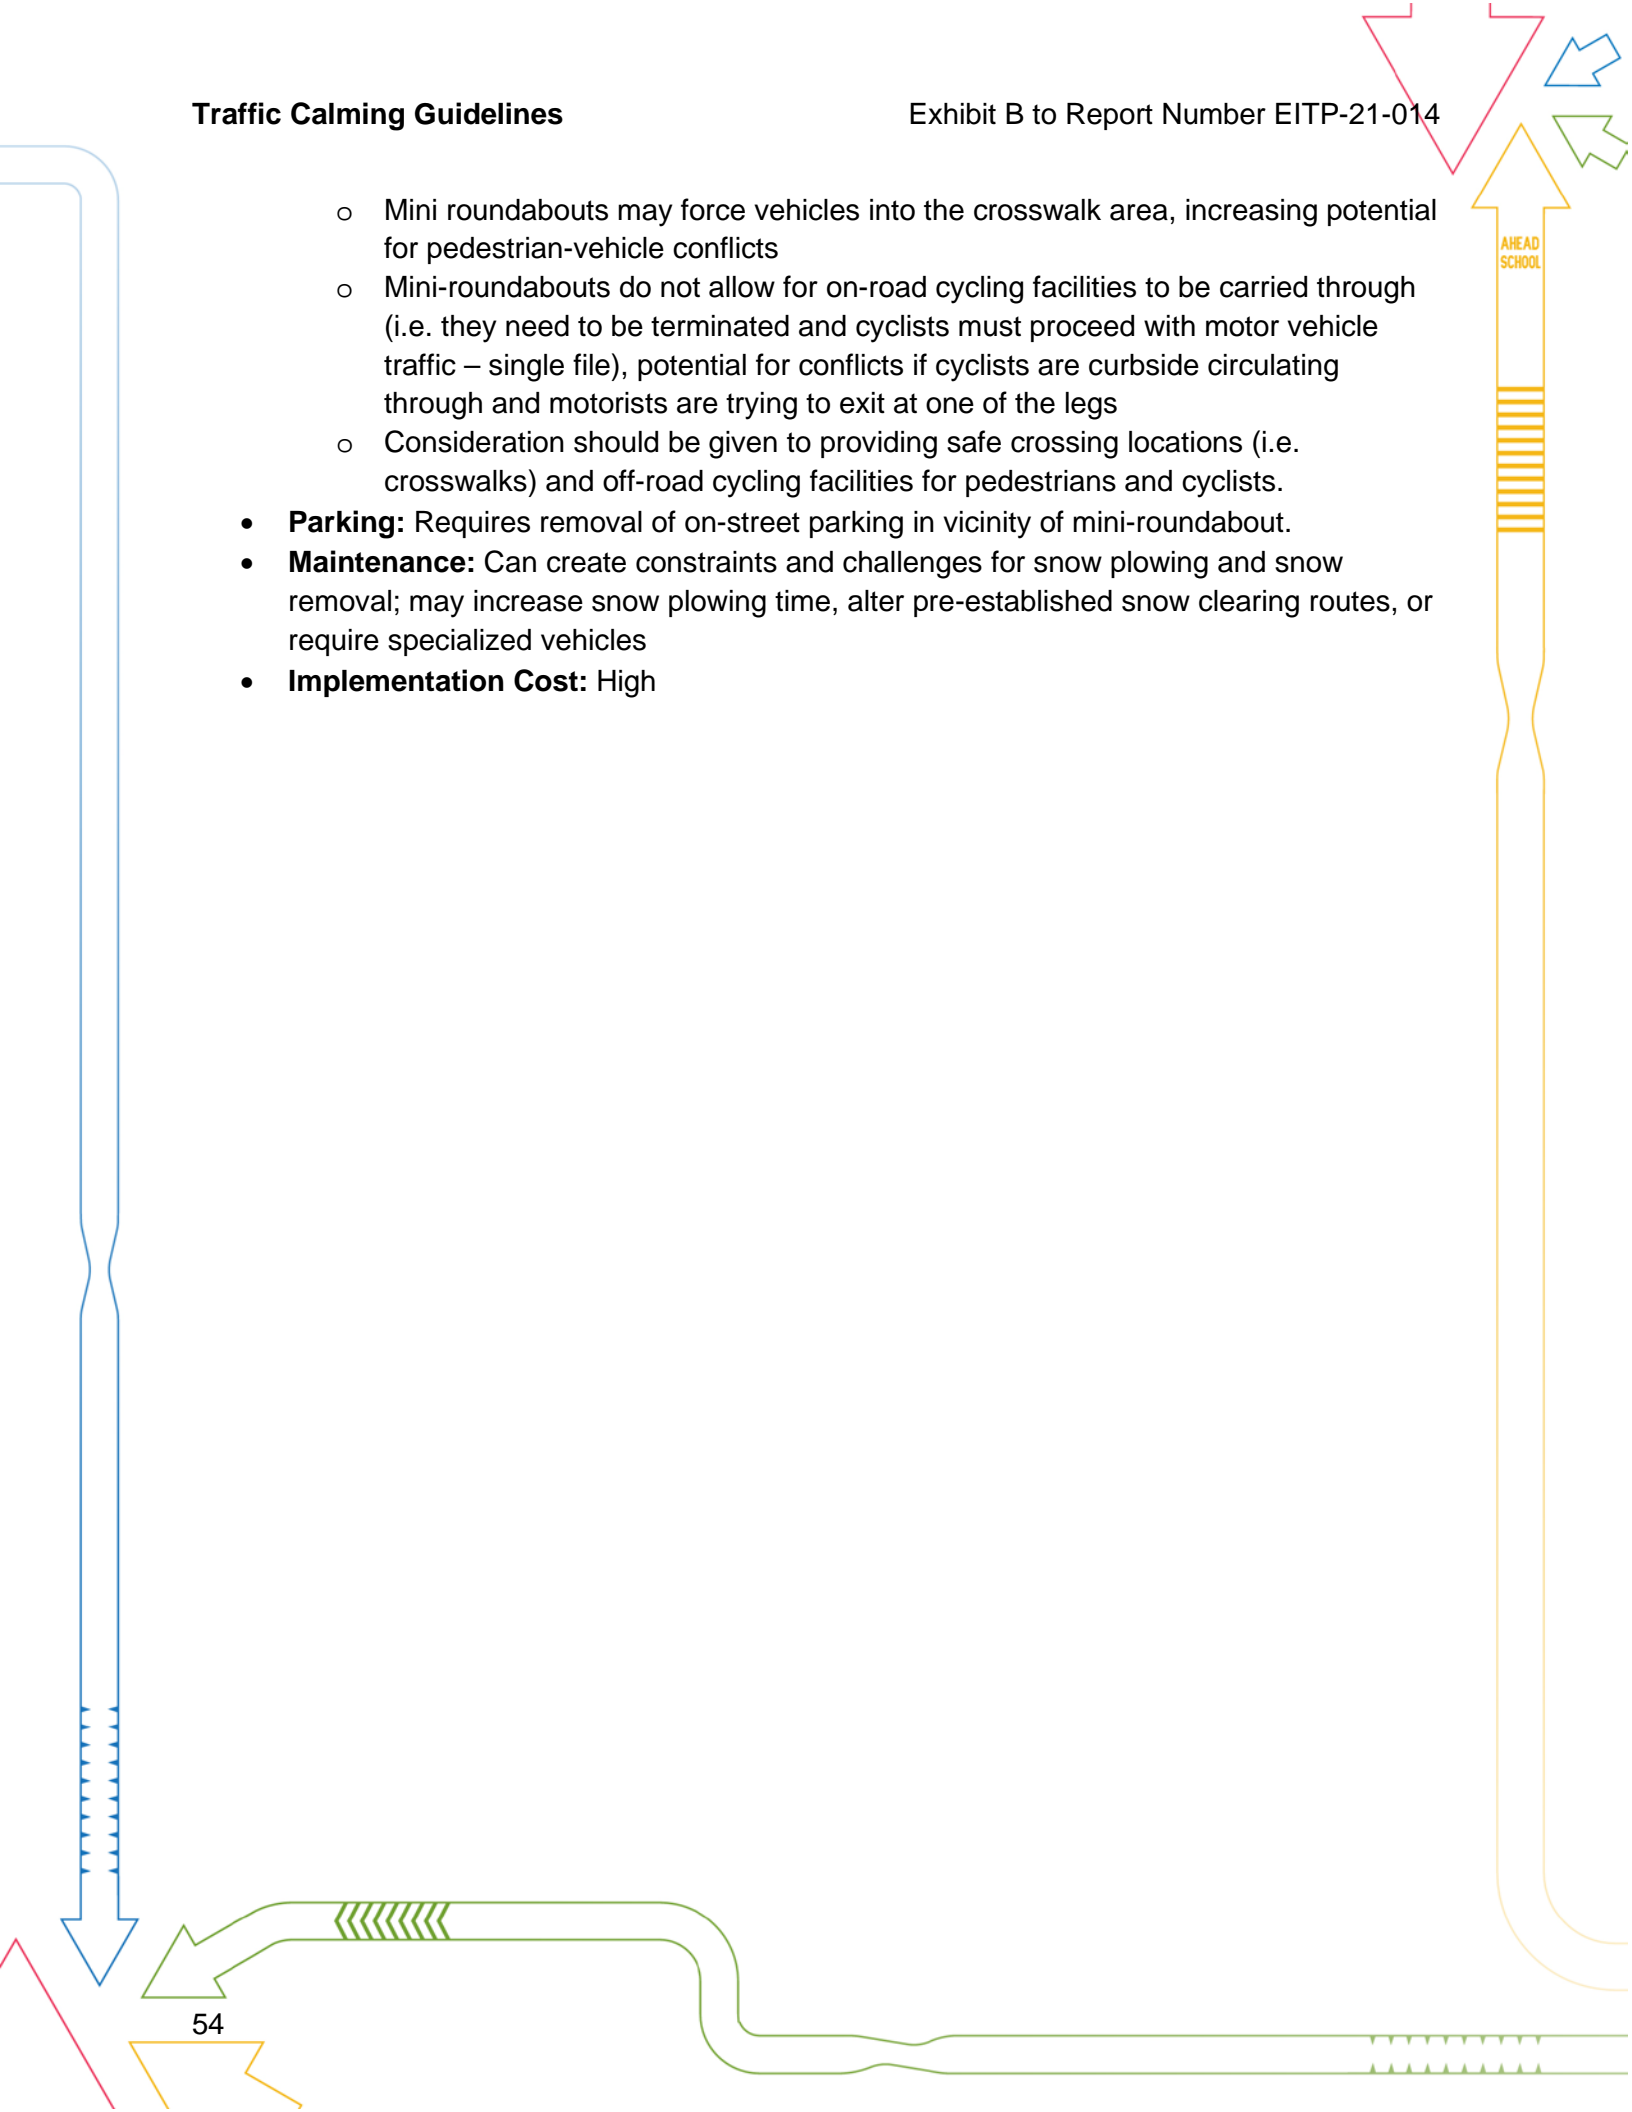 Traffic Calming Guidelines Exhibit B to Report Number EITP-21-014
o Mini roundabouts may force vehicles into the crosswalk area, increasing potential
for pedestrian-vehicle conflicts
o Mini-roundabouts do not allow for on-road cycling facilities to be carried through
(i.e. they need to be terminated and cyclists must proceed with motor vehicle
traffic – single file), potential for conflicts if cyclists are curbside circulating
through and motorists are trying to exit at one of the legs
o Consideration should be given to providing safe crossing locations (i.e.
crosswalks) and off-road cycling facilities for pedestrians and cyclists.
• Parking: Requires removal of on-street parking in vicinity of mini-roundabout.
• Maintenance: Can create constraints and challenges for snow plowing and snow
removal; may increase snow plowing time, alter pre-established snow clearing routes, or
require specialized vehicles
• Implementation Cost: High
AHEAD
SCHOOL
54